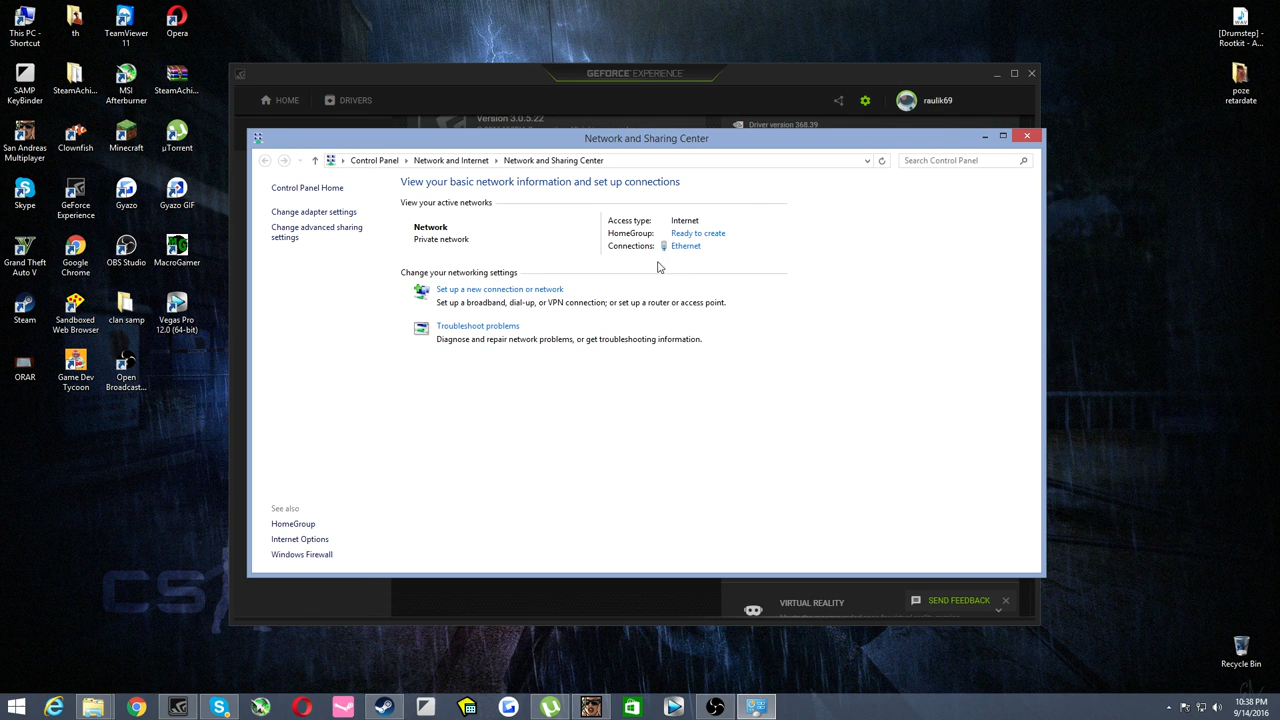 This PC -
Shortcut
th
TeamViewer
11
Opera
SAMP
KeyBinder
SteamAchi...
MSI
Afterburner
SteamAchi...
San Andreas
Multiplayer
Clownfish
Minecraft
µTorrent
Skype
GeForce
Experience
Gyazo
Gyazo GIF
Grand Theft
Auto V
Google
Chrome
OBS Studio
MacroGamer
Steam
Sandboxed
Web Browser
clan samp
Vegas Pro
12.0 (64-bit)
ORAR
Game Dev
Tycoon
Open
Broadcast...
[Drumstep] -
Rootkit - A...
poze
retardate
Recycle Bin
GEFORCE EXPERIENCE
HOME
DRIVERS
raulik69
Version 3.0.5.22
Driver version 368.39
Network and Sharing Center
Control Panel
Network and Internet
Network and Sharing Center
Search Control Panel
Control Panel Home
Change adapter settings
Change advanced sharing
settings
View your basic network information and set up connections
View your active networks
Network
Private network
Access type: Internet
HomeGroup: Ready to create
Connections: Ethernet
Change your networking settings
Set up a new connection or network
Set up a broadband, dial-up, or VPN connection; or set up a router or access point.
Troubleshoot problems
Diagnose and repair network problems, or get troubleshooting information.
See also
HomeGroup
Internet Options
Windows Firewall
VIRTUAL REALITY
SEND FEEDBACK
CS
10:38 PM
9/14/2016